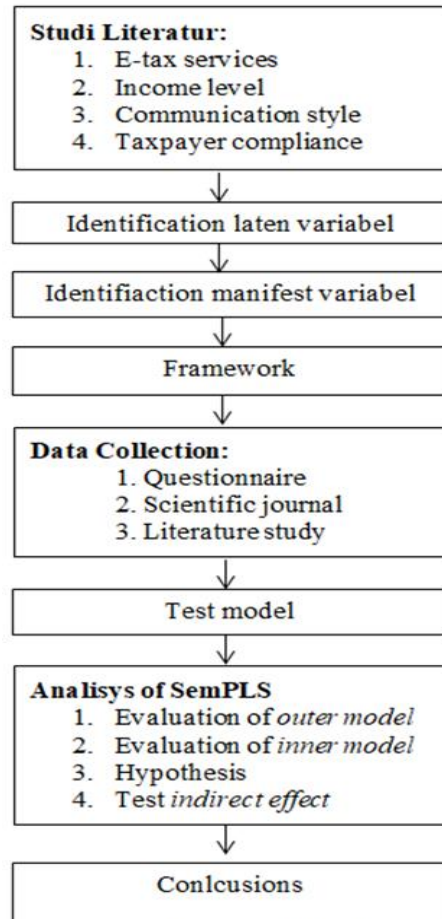 Studi Literatur:
1. E-tax services
2. Income level
3. Communication style
4. Taxpayer compliance
Identification laten variabel
Identifiaction manifest variabel
Framework
Data Collection:
1. Questionnaire
2. Scientific journal
3. Literature study
Test model
Analisys of SemPLS
1. Evaluation of outer model
2. Evaluation of inner model
3. Hypothesis
4. Test indirect effect
Conlcusions